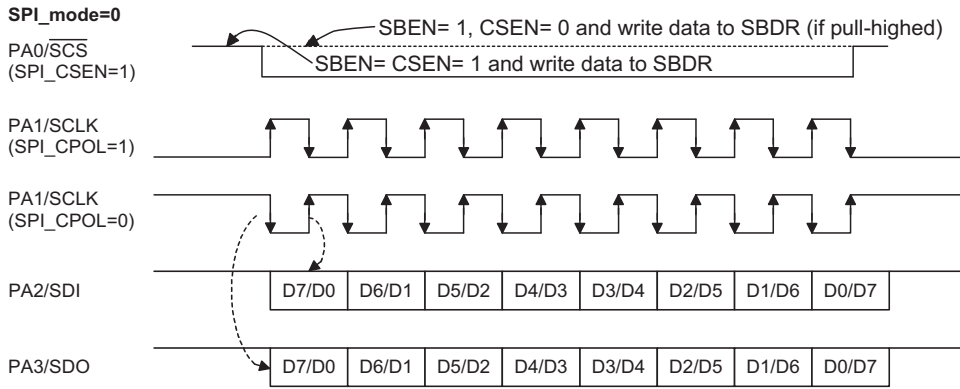 SPI_mode=0
SBEN= 1, CSEN= 0 and write data to SBDR (if pull-highed)
PA0/SCS
(SPI_CSEN=1)
SBEN= CSEN= 1 and write data to SBDR
PA1/SCLK
(SPI_CPOL=1)
PA1/SCLK
(SPI_CPOL=0)
PA2/SDI
D7/D0 D6/D1 D5/D2 D4/D3 D3/D4 D2/D5 D1/D6 D0/D7
PA3/SDO
D7/D0 D6/D1 D5/D2 D4/D3 D3/D4 D2/D5 D1/D6 D0/D7